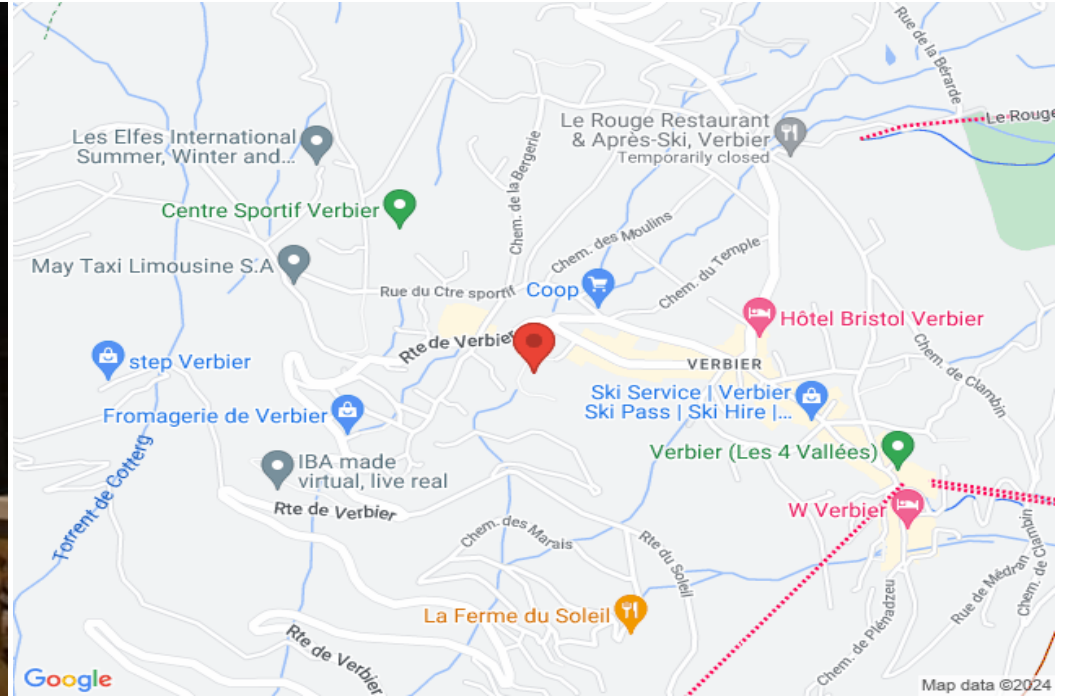 Rue de la Bérarde
Le Rouge Restaurant
& Après-Ski, Verbier
Temporarily closed
Le Rouge
Les Elfes International
Summer, Winter and...
Chem. de la Bergerie
Centre Sportif Verbier
Chem. des Moulins
Chem. du Temple
May Taxi Limousine S.A
Rue du Ctre sportif
Coop
Hôtel Bristol Verbier
Rte de Verbier
VERBIER
Chem. de Clambin
step Verbier
Ski Service | Verbier
Ski Pass | Ski Hire |...
Fromagerie de Verbier
Verbier (Les 4 Vallées)
Torrent de Cotterg
IBA made
virtual, live real
Rte de Verbier
W Verbier
Chem. des Marais
Rte du Soleil
Chem. de Clambin
Rue de Médran
La Ferme du Soleil
Chem. de Plénadzeu
Rte de Verbier
Google
Map data ©2024